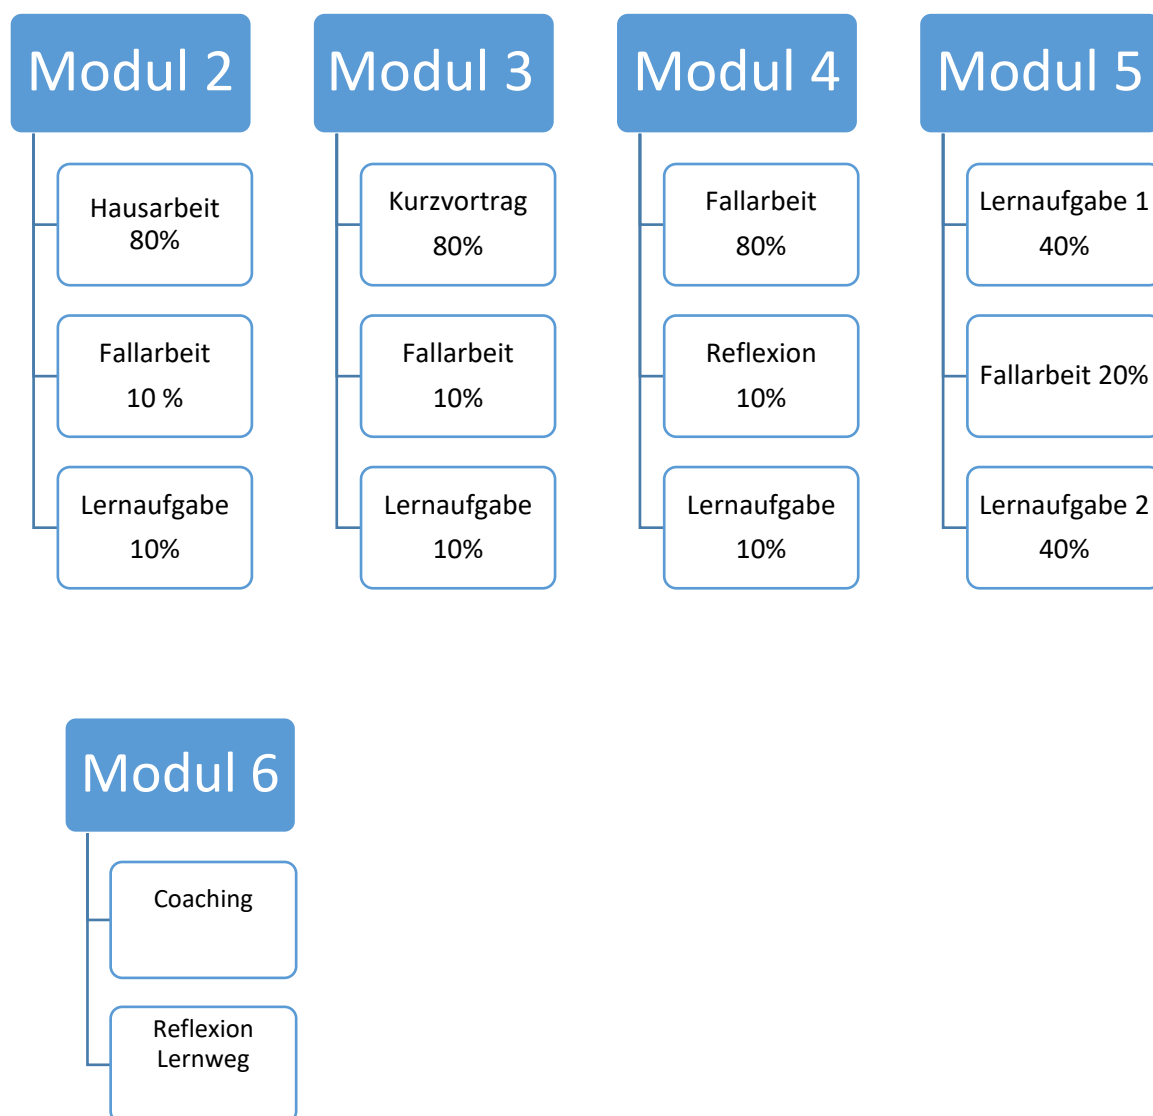 Modul 2
Hausarbeit
80%
Fallarbeit
10 %
Lernaufgabe
10%
Modul 3
Kurzvortrag
80%
Fallarbeit
10%
Lernaufgabe
10%
Modul 4
Fallarbeit
80%
Reflexion
10%
Lernaufgabe
10%
Modul 5
Lernaufgabe 1
40%
Fallarbeit 20%
Lernaufgabe 2
40%
Modul 6
Coaching
Reflexion
Lernweg